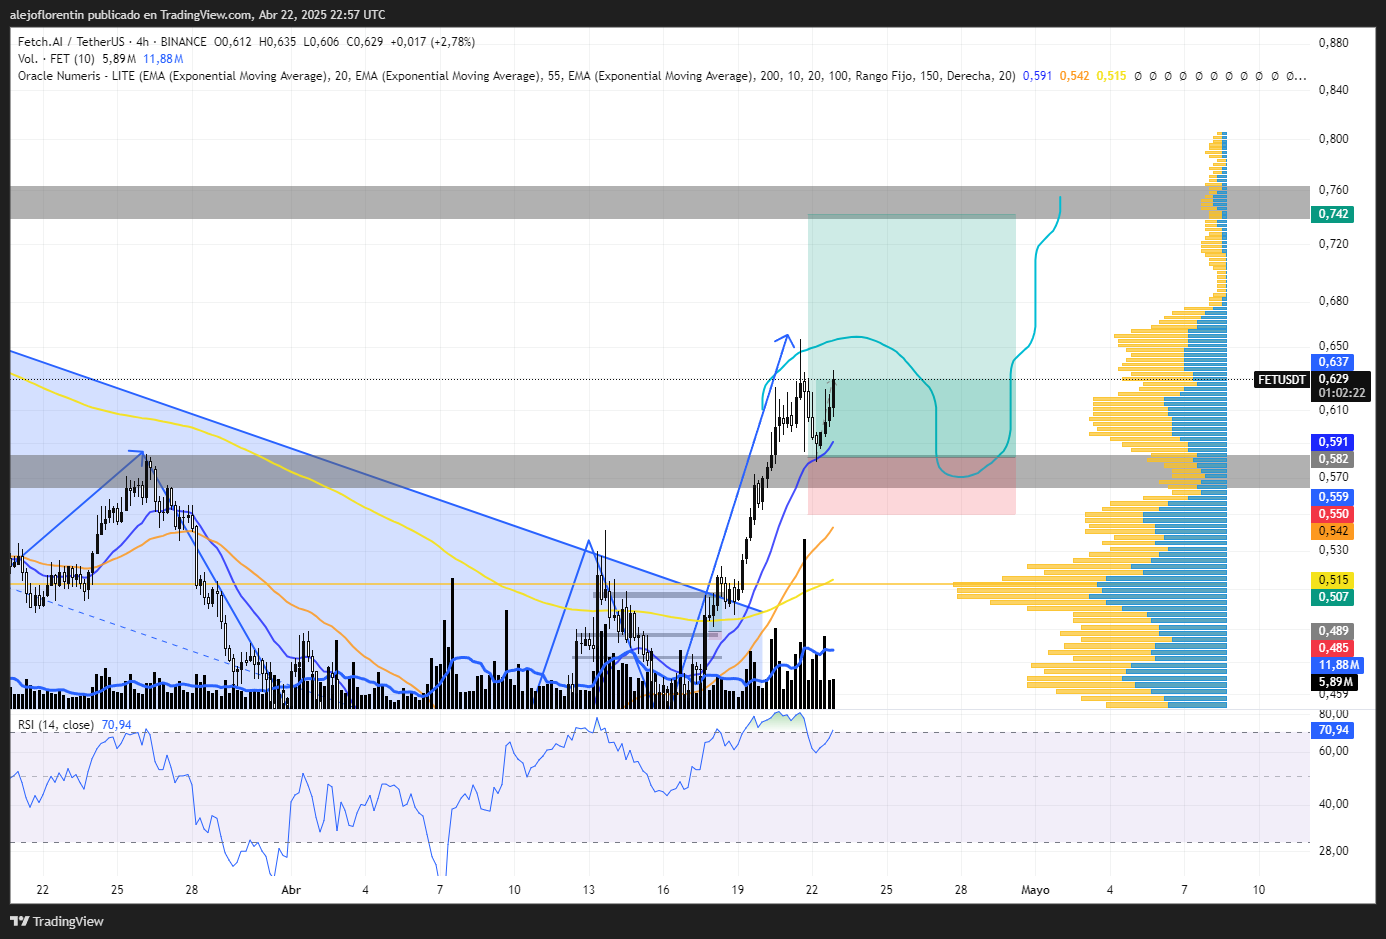 alejoflorentin publicado en TradingView.com, Abr 22, 2025 22:57 UTC
Fetch.AI / TetherUS · 4h · BINANCE O0,612 H0,635 L0,606 C0,629 +0,017 (+2,78%)
Vol. · FET (10) 5,89M 11,88M
Oracle Numeris - LITE (EMA (Exponential Moving Average), 20, EMA (Exponential Moving Average), 55, EMA (Exponential Moving Average), 200, 10, 20, 100, Rango Fijo, 150, Derecha, 20) 0,591 0,542 0,515 Ø Ø Ø Ø Ø Ø Ø Ø Ø Ø Ø...
0,880
0,840
0,800
0,760
0,742
0,720
0,680
0,650
0,637
FETUSDT 0,629
01:02:22
0,610
0,591
0,582
0,570
0,559
0,550
0,542
0,530
0,515
0,507
0,489
0,485
11,88M
5,89M
0,459
RSI (14, close) 70,94
80,00
70,94
60,00
40,00
28,00
22 25 28 Abr 4 7 10 13 16 19 22 25 28 Mayo 4 7 10
TradingView